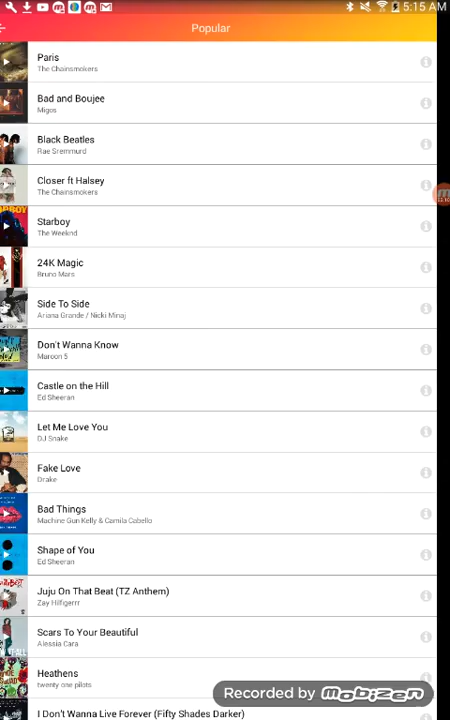 5:15 AM
Popular
Paris
The Chainsmokers
Bad and Boujee
Migos
Black Beatles
Rae Sremmurd
Closer ft Halsey
The Chainsmokers
Starboy
The Weeknd
24K Magic
Bruno Mars
Side To Side
Ariana Grande / Nicki Minaj
Don't Wanna Know
Maroon 5
Castle on the Hill
Ed Sheeran
Let Me Love You
DJ Snake
Fake Love
Drake
Bad Things
Machine Gun Kelly & Camila Cabello
Shape of You
Ed Sheeran
Juju On That Beat (TZ Anthem)
Zay Hilfigerrr
Scars To Your Beautiful
Alessia Cara
Heathens
twenty one pilots
Recorded by mobizen
I Don't Wanna Live Forever (Fifty Shades Darker)